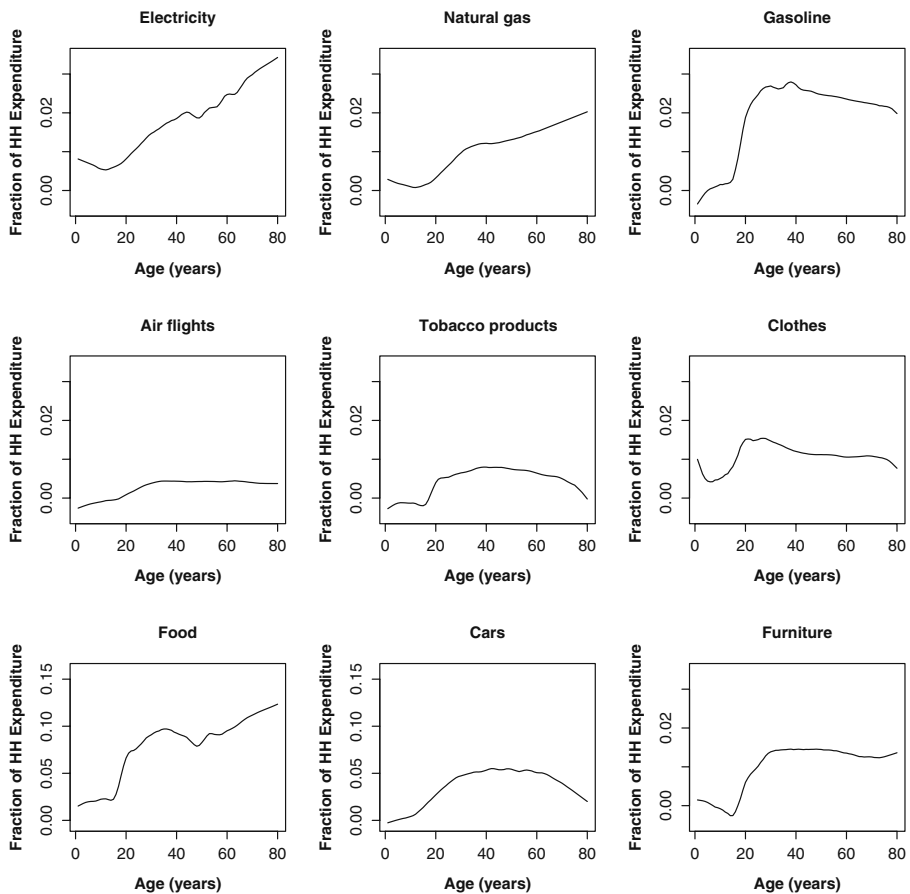 Electricity
Natural gas
Gasoline
Fraction of HH Expenditure
0.00 0.02
0 20 40 60 80
Age (years)
Fraction of HH Expenditure
0.00 0.02
0 20 40 60 80
Age (years)
Fraction of HH Expenditure
0.00 0.02
0 20 40 60 80
Age (years)
Air flights
Tobacco products
Clothes
Fraction of HH Expenditure
0.00 0.02
0 20 40 60 80
Age (years)
Fraction of HH Expenditure
0.00 0.02
0 20 40 60 80
Age (years)
Fraction of HH Expenditure
0.00 0.02
0 20 40 60 80
Age (years)
Food
Cars
Furniture
Fraction of HH Expenditure
0.00 0.05 0.10 0.15
0 20 40 60 80
Age (years)
Fraction of HH Expenditure
0.00 0.05 0.10 0.15
0 20 40 60 80
Age (years)
Fraction of HH Expenditure
0.00 0.02
0 20 40 60 80
Age (years)